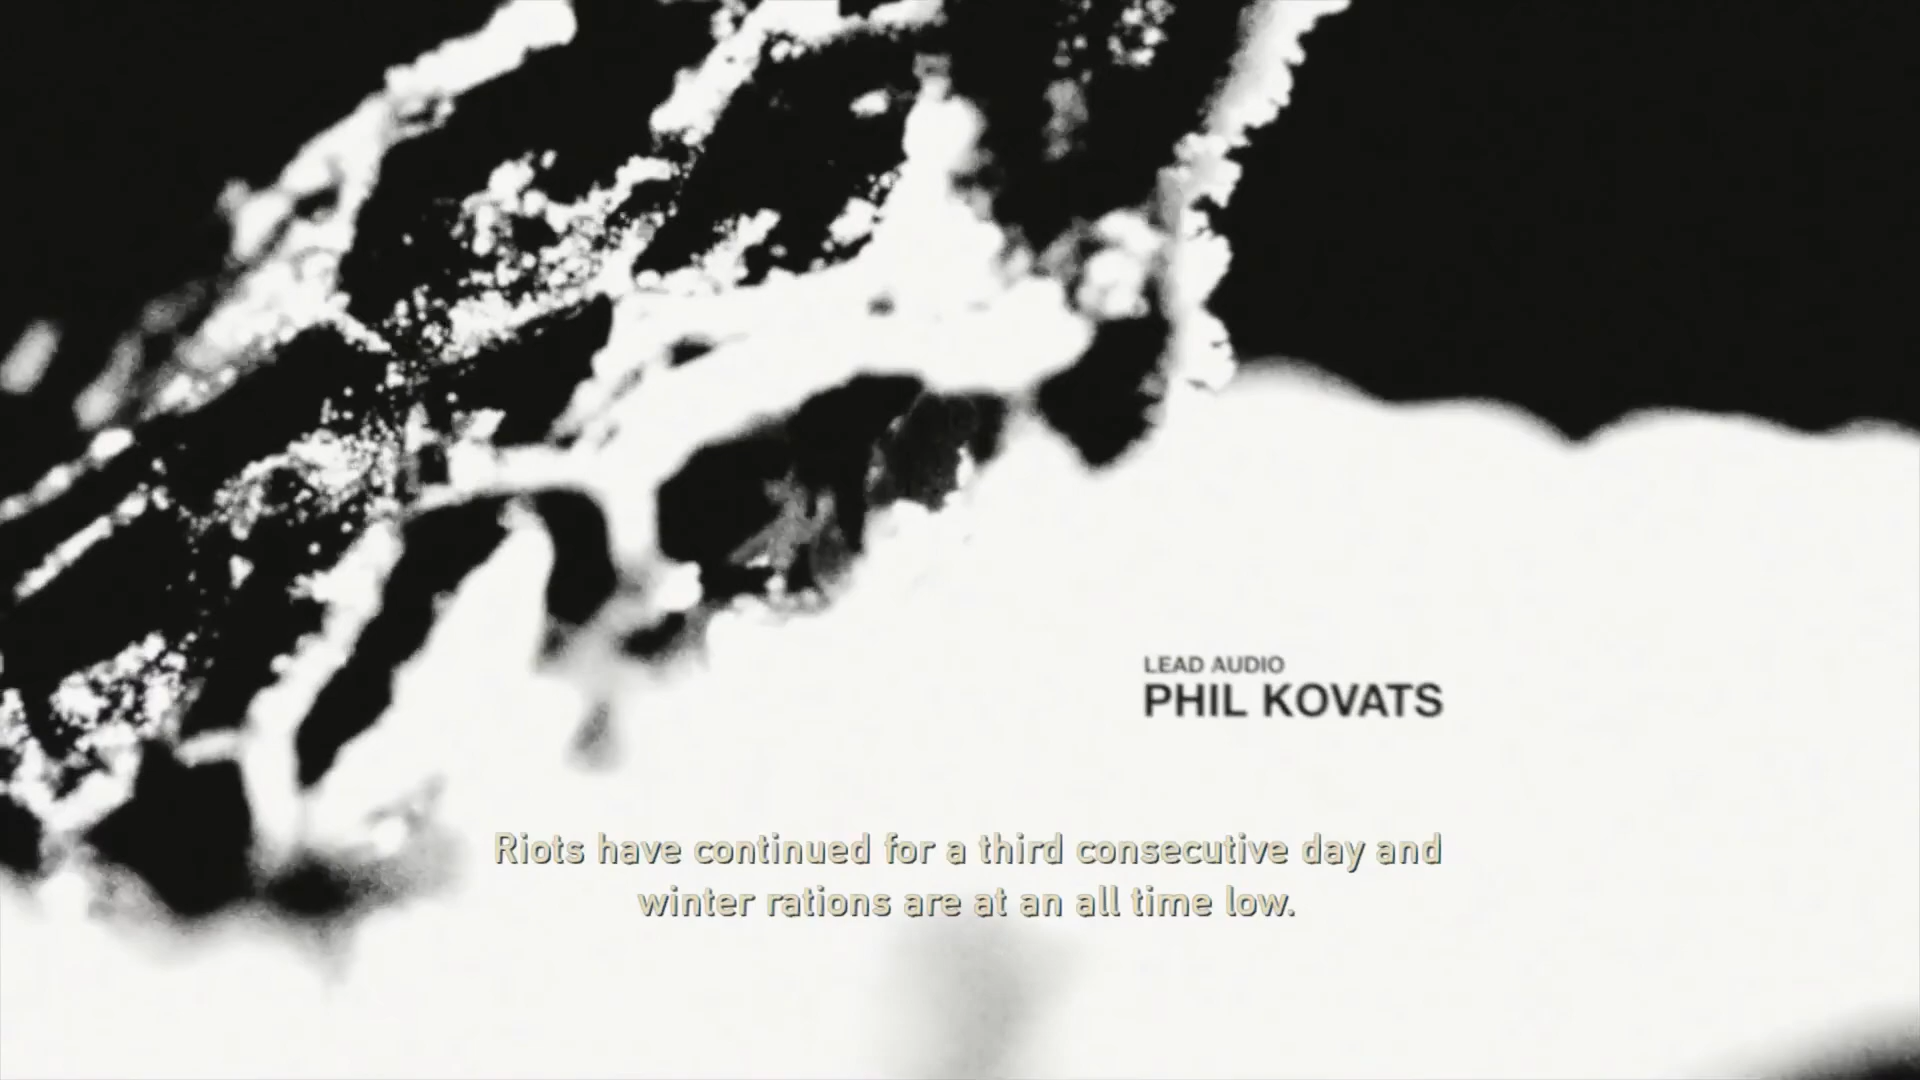 LEAD AUDIO
PHIL KOVATS
Riots have continued for a third consecutive day and
winter rations are at an all time low.